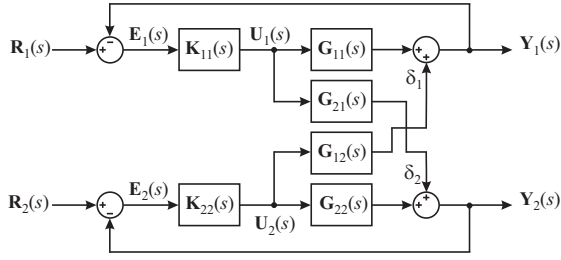 R₁(s) + − E₁(s) K₁₁(s) U₁(s) G₁₁(s) + + Y₁(s)
δ₁
G₂₁(s)
G₁₂(s)
δ₂
R₂(s) + − E₂(s) K₂₂(s) U₂(s) G₂₂(s) + + Y₂(s)